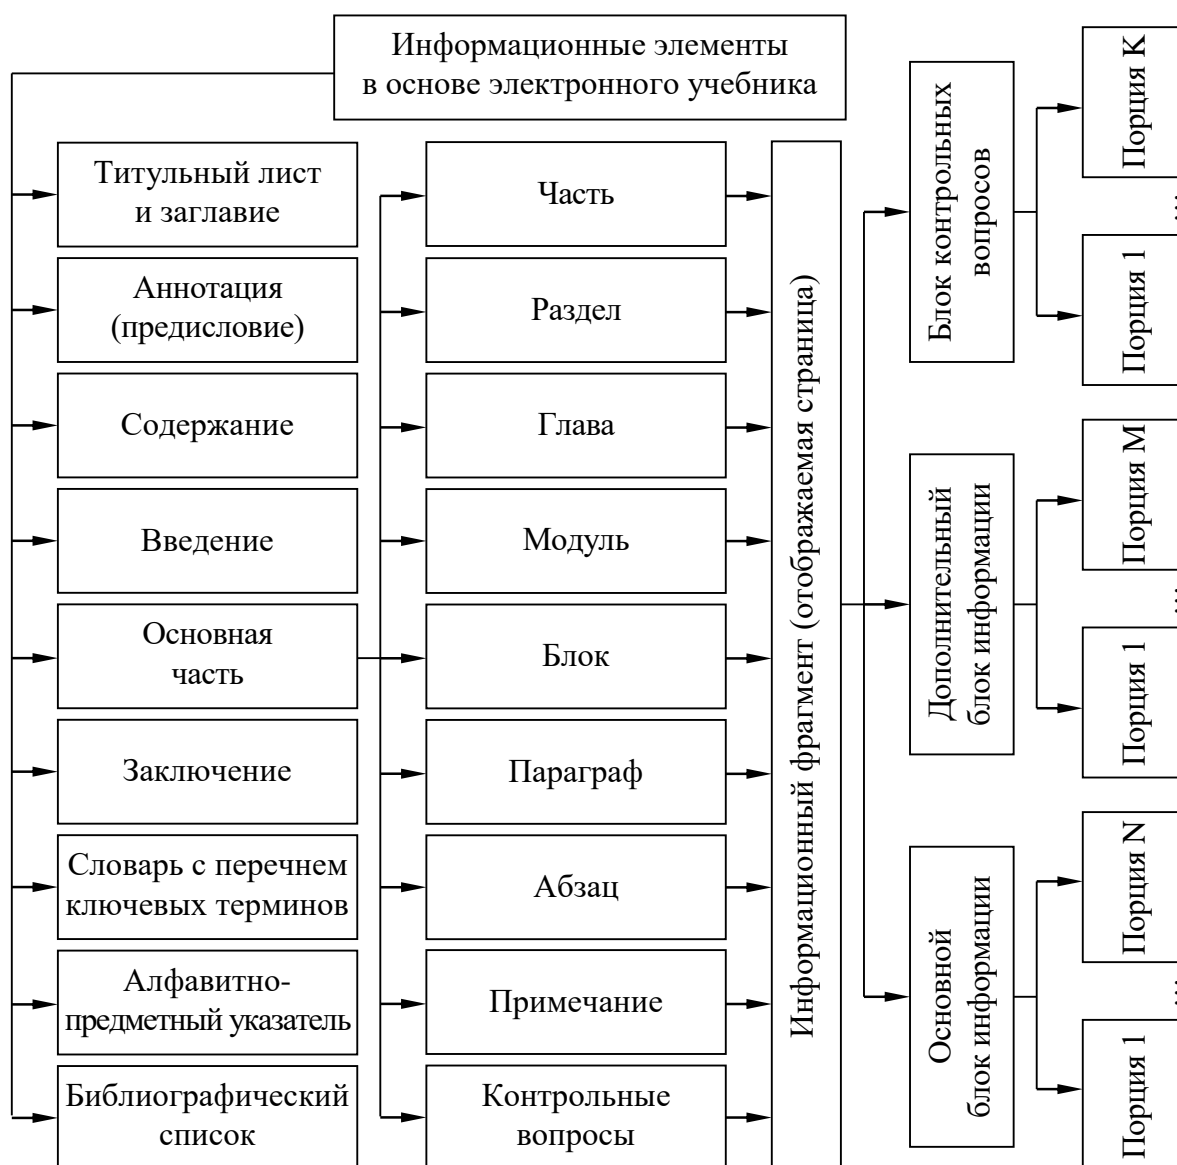 Информационные элементы
в основе электронного учебника
Титульный лист
и заглавие
Аннотация
(предисловие)
Содержание
Введение
Основная
часть
Заключение
Словарь с перечнем
ключевых терминов
Алфавитно-
предметный указатель
Библиографический
список
Часть
Раздел
Глава
Модуль
Блок
Параграф
Абзац
Примечание
Контрольные
вопросы
Информационный фрагмент (отображаемая страница)
Блок контрольных
вопросов
Порция K
...
Порция 1
Дополнительный
блок информации
Порция M
...
Порция 1
Основной
блок информации
Порция N
...
Порция 1